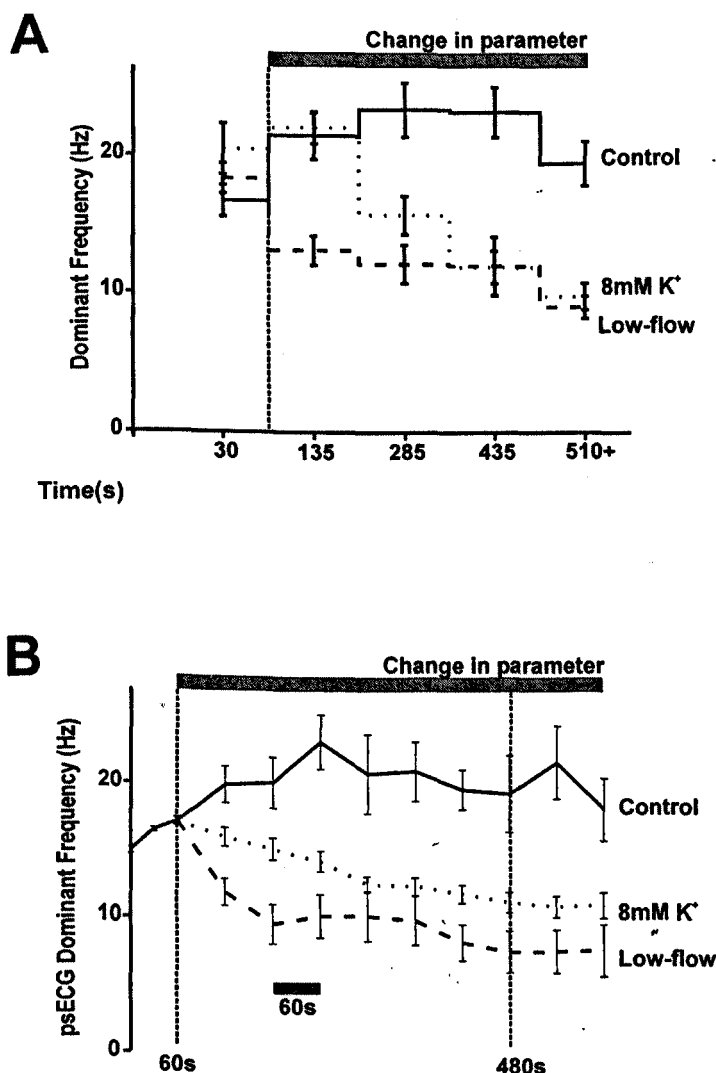 A
Change in parameter
Dominant Frequency (Hz)
20
10
0
Control
8mM K⁺
Low-flow
30 135 285 435 510+
Time(s)
B
Change in parameter
psECG Dominant Frequency (Hz)
20
10
0
Control
8mM K⁺
Low-flow
60s
60s 480s